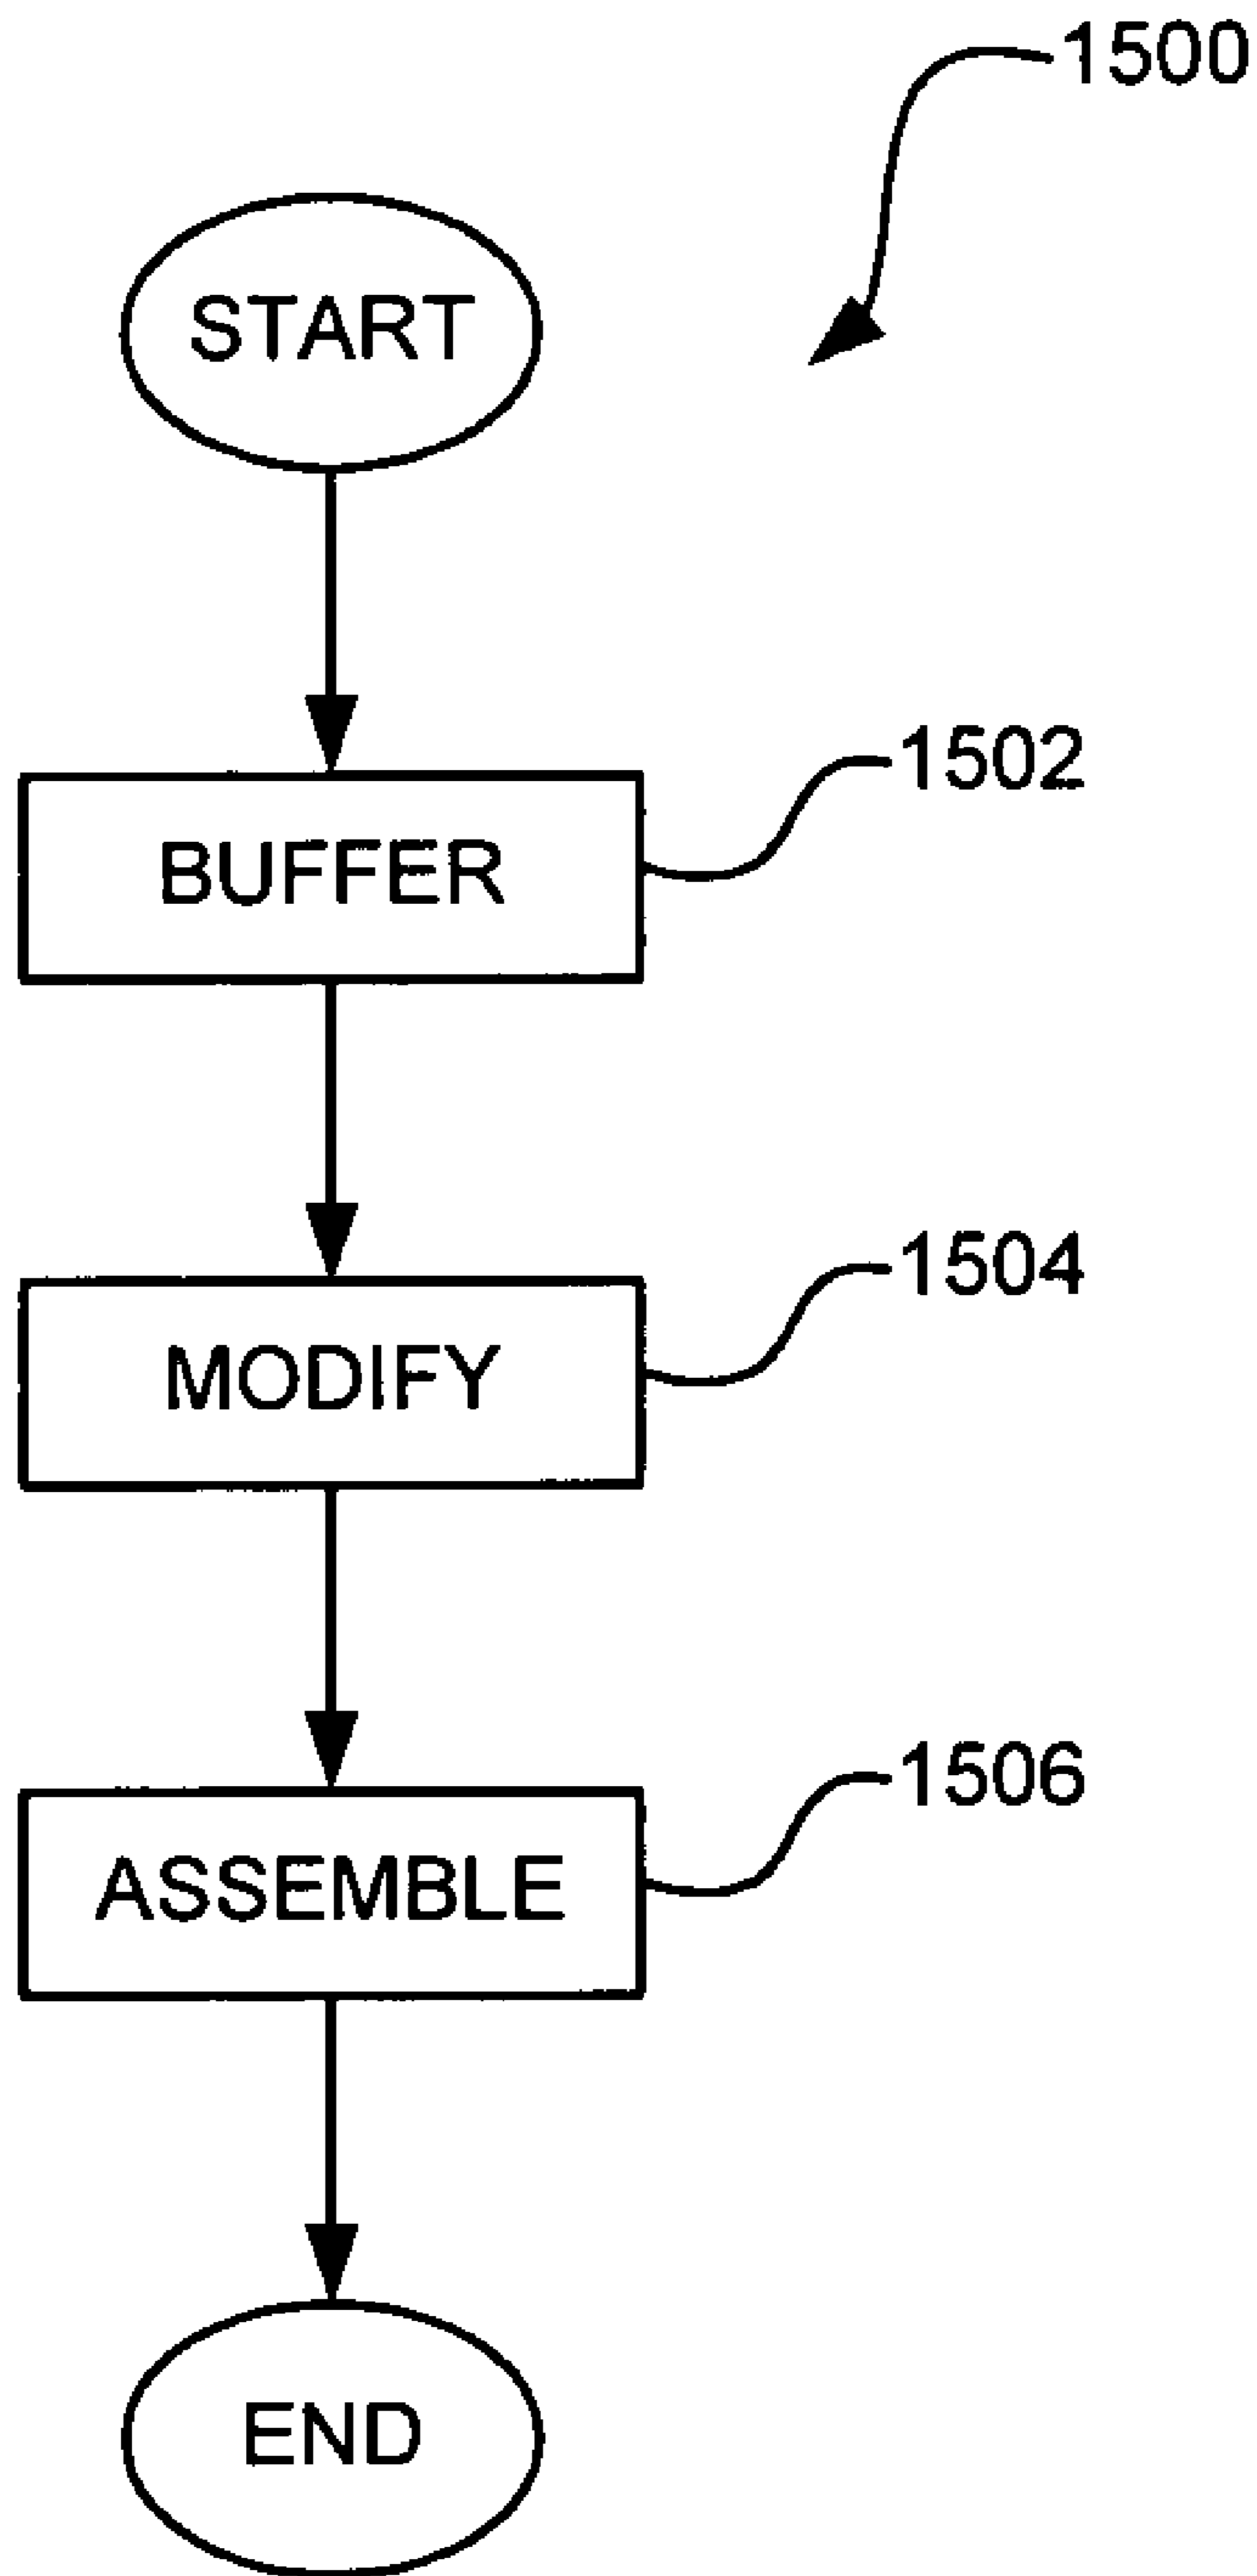 1500
START
1502
BUFFER
1504
MODIFY
1506
ASSEMBLE
END